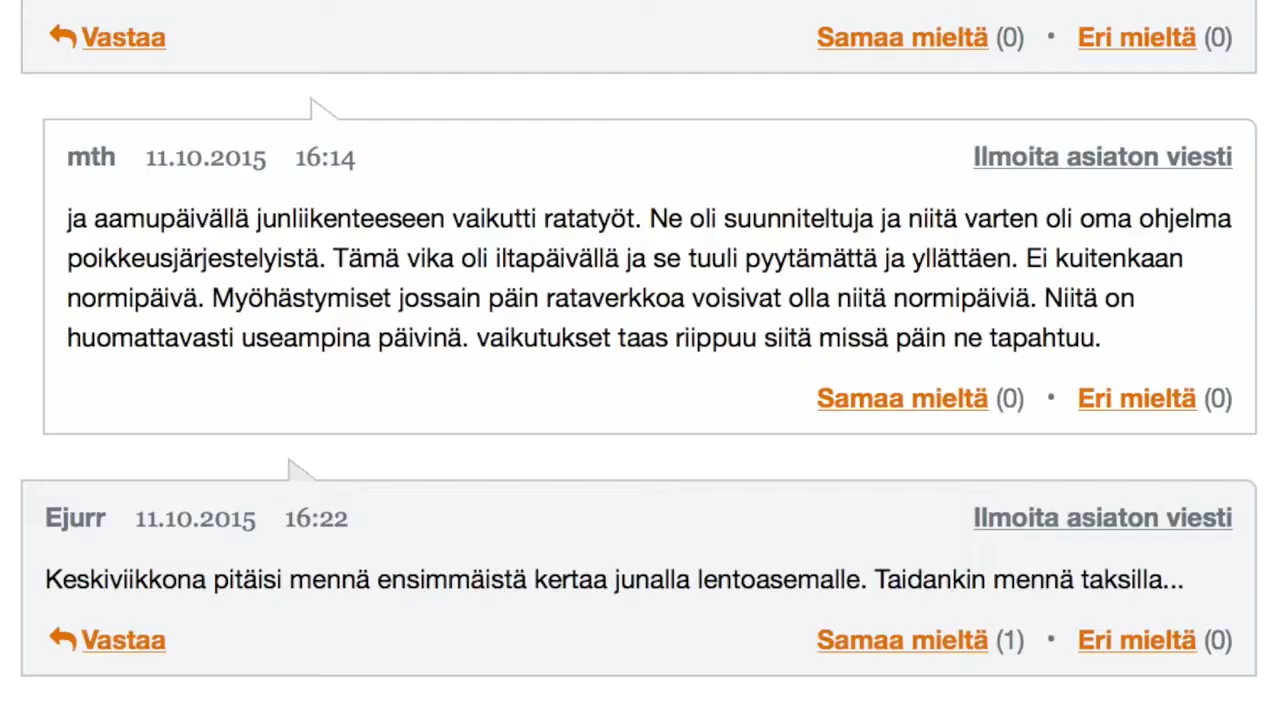 Vastaa Samaa mieltä (0) • Eri mieltä (0)
mth 11.10.2015 16:14 Ilmoita asiaton viesti
ja aamupäivällä junliikenteeseen vaikutti ratatyöt. Ne oli suunniteltuja ja niitä varten oli oma ohjelma
poikkeusjärjestelyistä. Tämä vika oli iltapäivällä ja se tuuli pyytämättä ja yllättäen. Ei kuitenkaan
normipäivä. Myöhästymiset jossain päin rataverkkoa voisivat olla niitä normipäiviä. Niitä on
huomattavasti useampina päivinä. vaikutukset taas riippuu siitä missä päin ne tapahtuu.
Samaa mieltä (0) • Eri mieltä (0)
Ejurr 11.10.2015 16:22 Ilmoita asiaton viesti
Keskiviikkona pitäisi mennä ensimmäistä kertaa junalla lentoasemalle. Taidankin mennä taksilla...
Vastaa Samaa mieltä (1) • Eri mieltä (0)